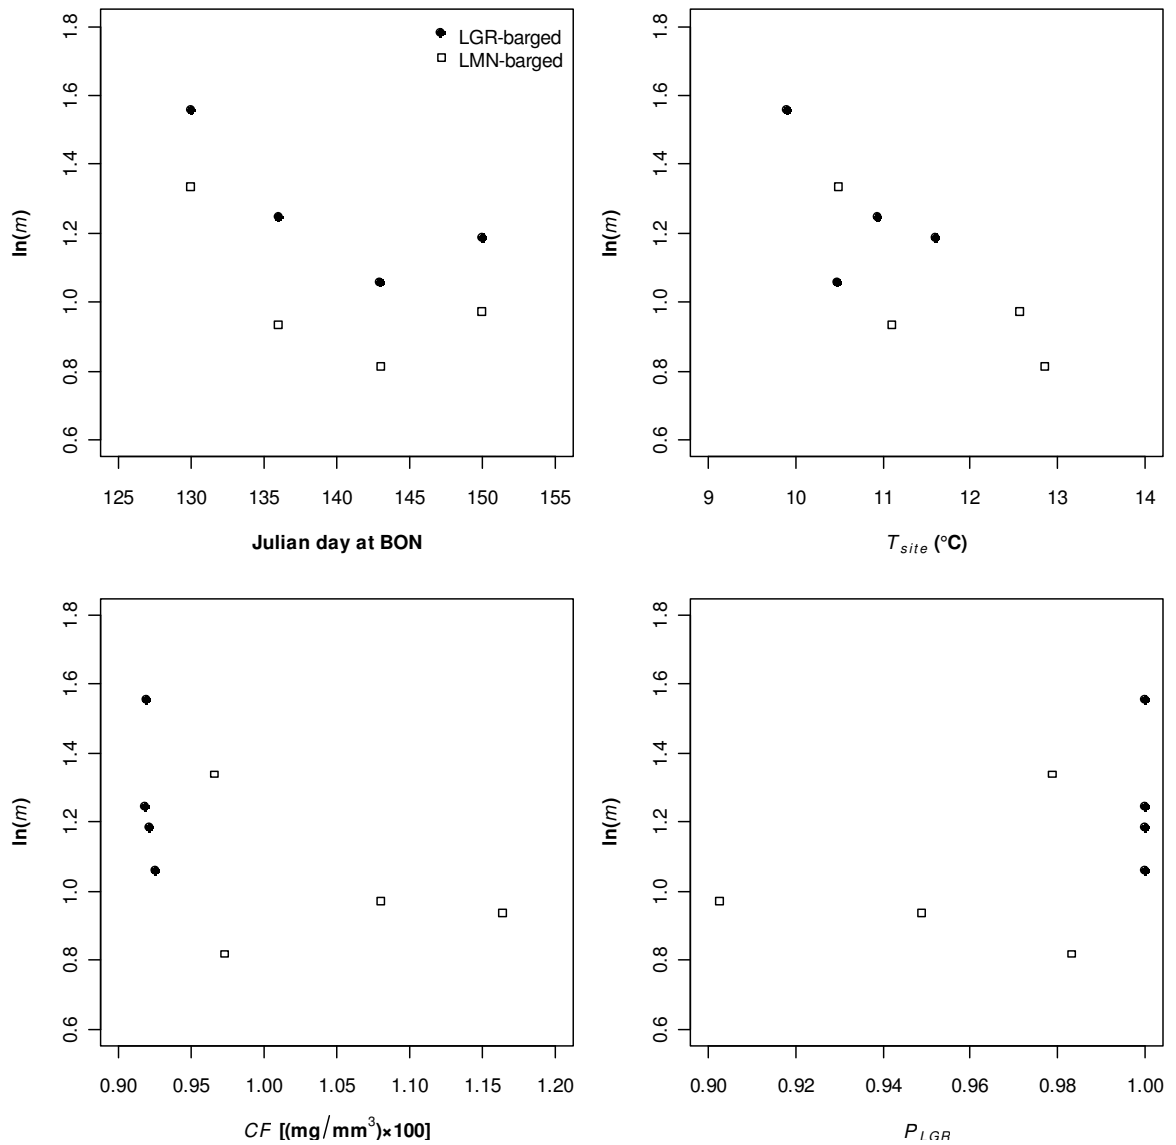 1.8
1.6
1.4
1.2
1.0
0.8
0.6
ln(m)
LGR-barged
LMN-barged
125 130 135 140 145 150 155
Julian day at BON
1.8
1.6
1.4
1.2
1.0
0.8
0.6
ln(m)
9 10 11 12 13 14
T_site (°C)
1.8
1.6
1.4
1.2
1.0
0.8
0.6
ln(m)
0.90 0.95 1.00 1.05 1.10 1.15 1.20
CF [(mg/mm³)×100]
1.8
1.6
1.4
1.2
1.0
0.8
0.6
ln(m)
0.90 0.92 0.94 0.96 0.98 1.00
P_LGR